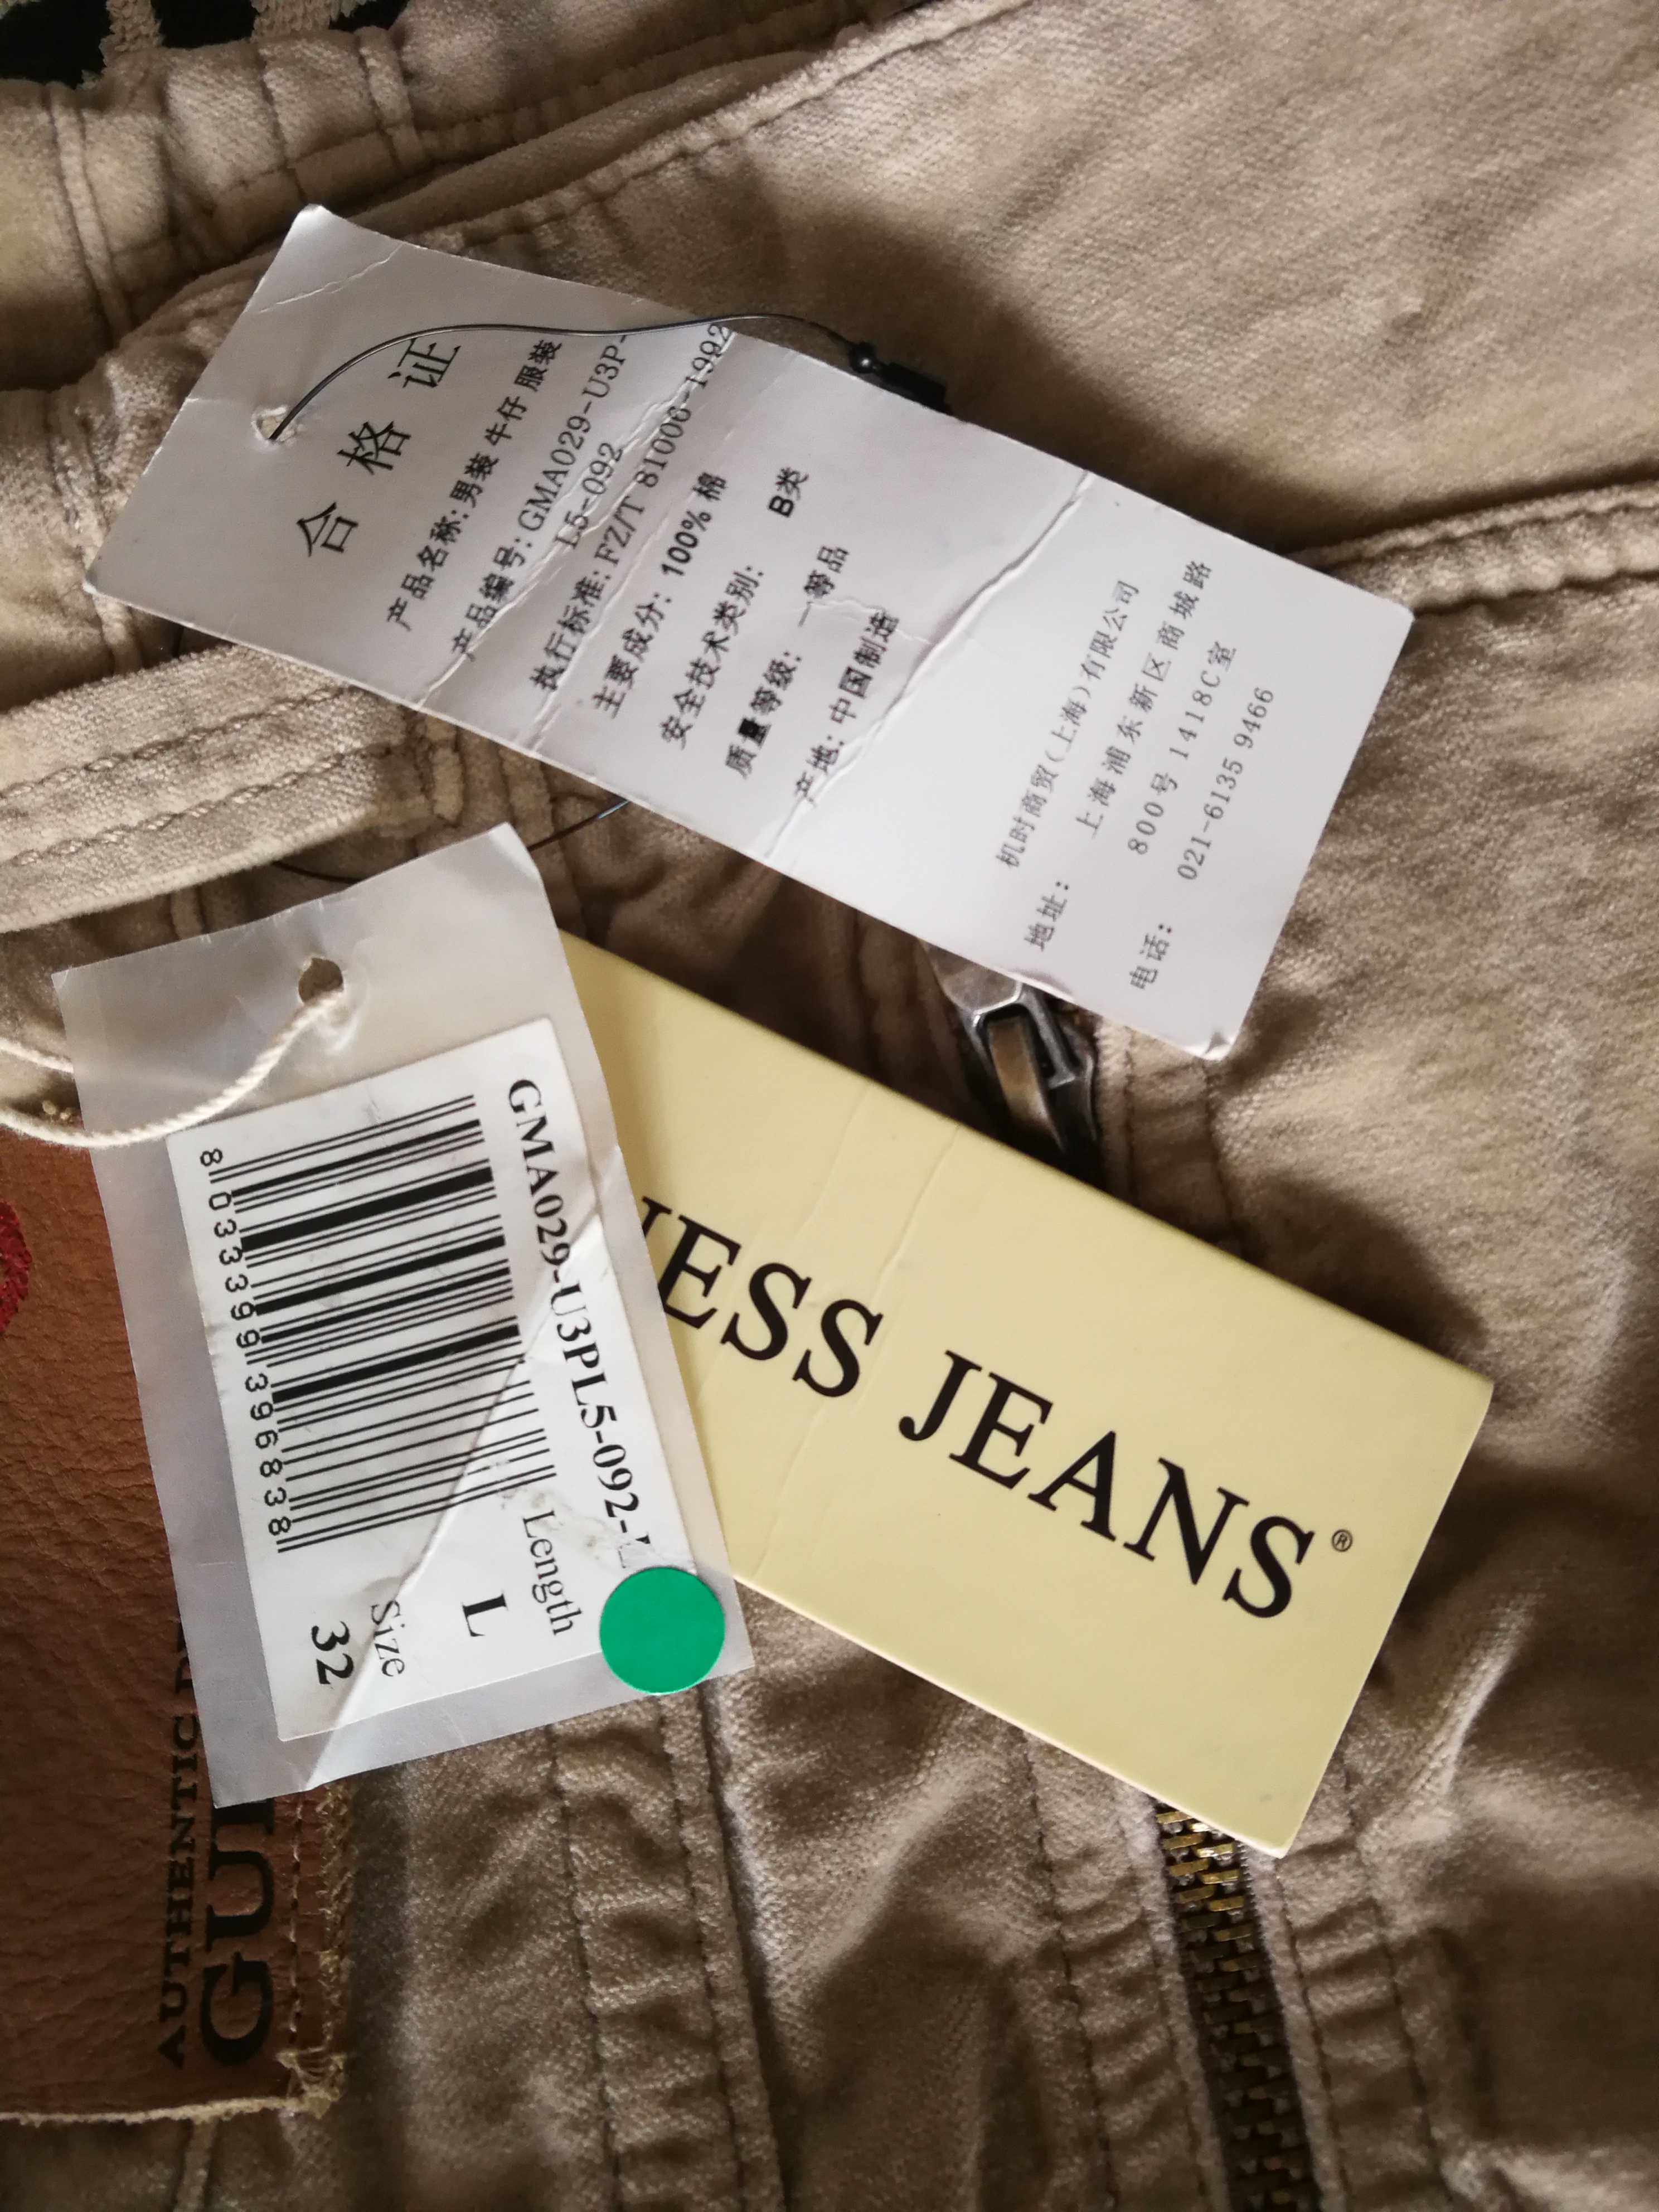 合格证
产品名称：男装 牛仔 服装
产品编号：GMA029-U3P-
L5-092
执行标准：FZ/T 81006-1992
主要成分：100% 棉
安全技术类别： B类
质量等级： 一等品
产地：中国制造
机时商贸(上海)有限公司
地址： 上海浦东新区商城路
800号 1418C室
电话： 021-6135 9466
GMA029-U3PL5-092-L
8 033399 396838
Length
L
Size
32
ESS JEANS®
AUTHENTIC
GU